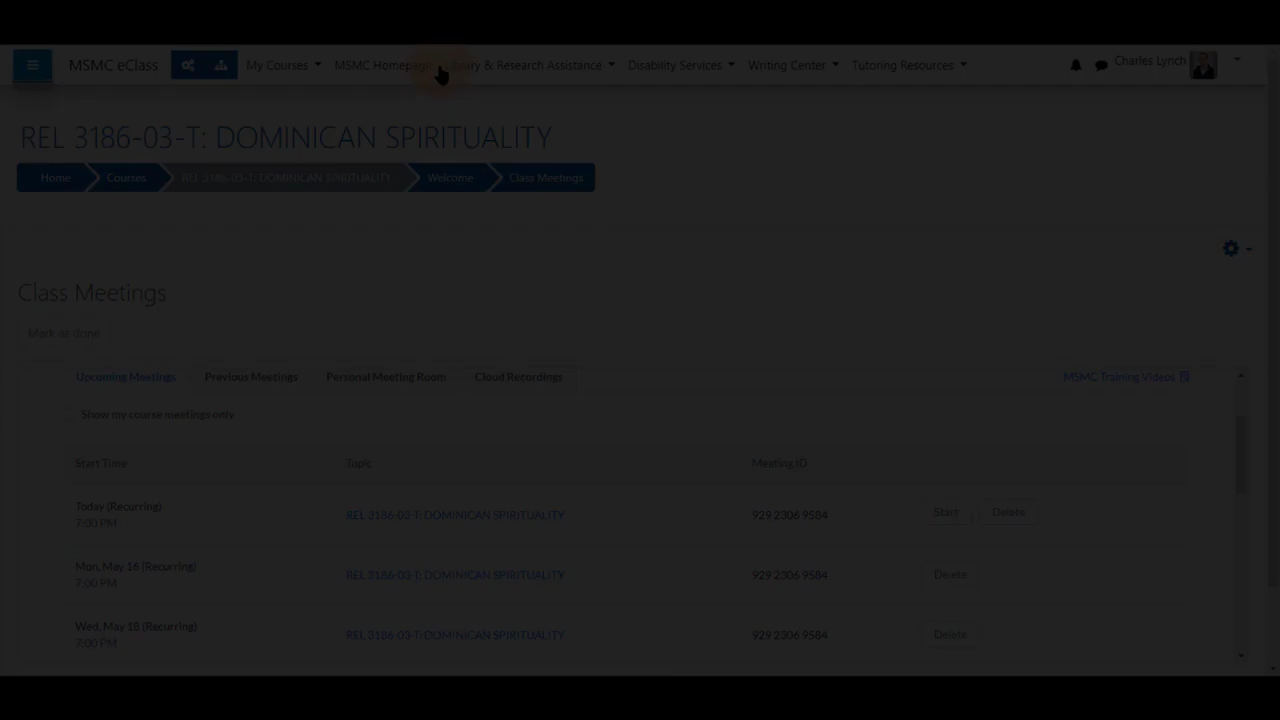 MSMC eClass My Courses MSMC Homepage & Research Assistance Disability Services Writing Center Tutoring Resources Charles Lynch
REL 3186-03-T: DOMINICAN SPIRITUALITY
Home Courses REL 3186-03-T: DOMINICAN SPIRITUALITY Welcome Class Meetings
Class Meetings
Mark as done
Upcoming Meetings Previous Meetings Personal Meeting Room Cloud Recordings MSMC Training Videos
Show my course meetings only
Start Time Topic Meeting ID
Today (Recurring)
7:00 PM REL 3186-03-T: DOMINICAN SPIRITUALITY 929 2306 9584 Start Delete
Mon, May 16 (Recurring)
7:00 PM REL 3186-03-T: DOMINICAN SPIRITUALITY 929 2306 9584 Delete
Wed, May 18 (Recurring)
7:00 PM REL 3186-03-T: DOMINICAN SPIRITUALITY 929 2306 9584 Delete